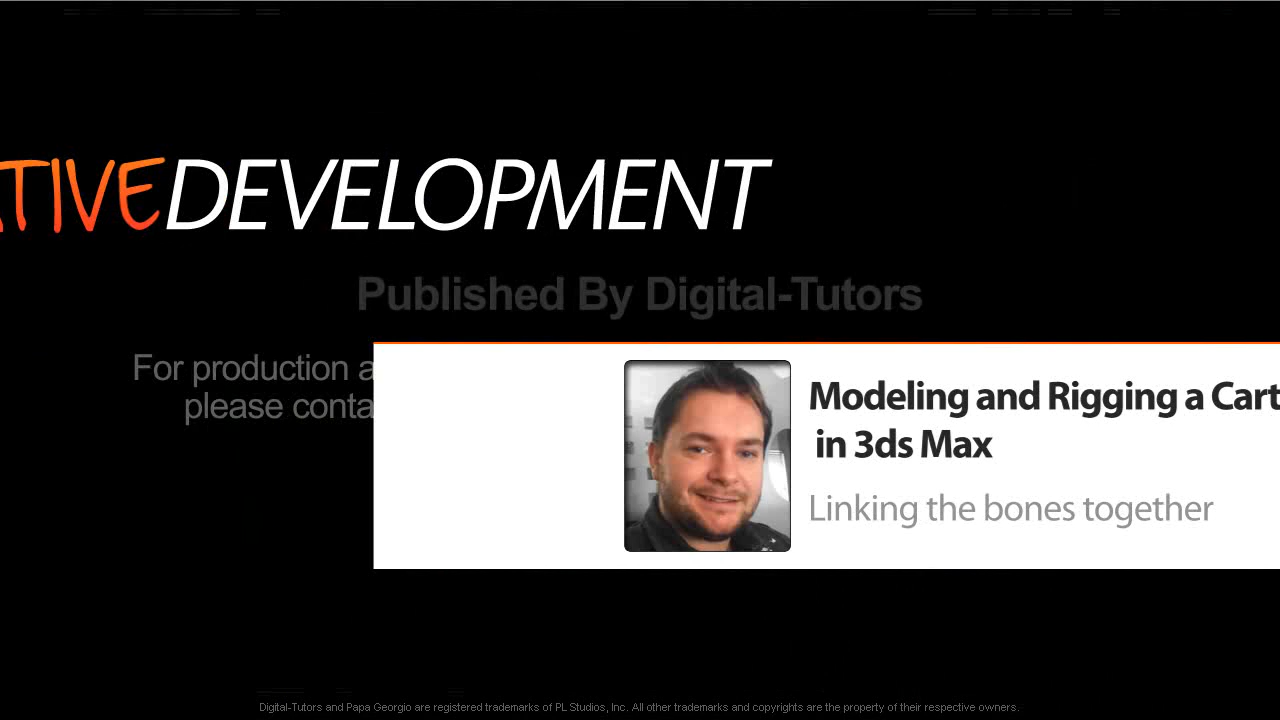 TIVEDEVELOPMENT
Published By Digital-Tutors
For production a
please conta
Modeling and Rigging a Cart
in 3ds Max
Linking the bones together
Digital-Tutors and Papa Georgio are registered trademarks of PL Studios, Inc. All other trademarks and copyrights are the property of their respective owners.